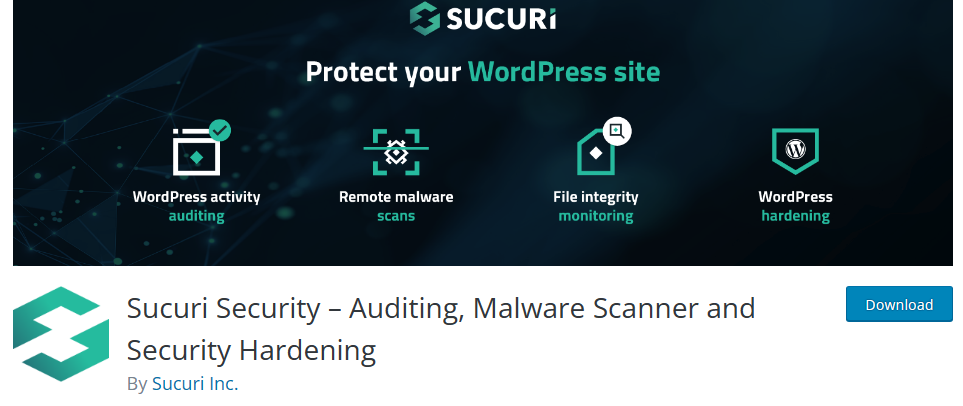 SUCURi
Protect your WordPress site
WordPress activity
auditing
Remote malware
scans
File integrity
monitoring
WordPress
hardening
Sucuri Security – Auditing, Malware Scanner and
Security Hardening
Download
By Sucuri Inc.